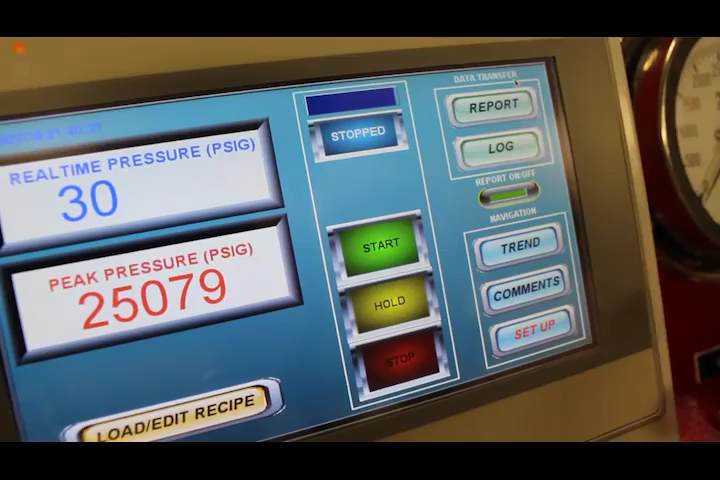 REALTIME PRESSURE (PSIG)
30
PEAK PRESSURE (PSIG)
25079
LOAD/EDIT RECIPE
STOPPED
START
HOLD
STOP
DATA TRANSFER
REPORT
LOG
REPORT ON:OFF
NAVIGATION
TREND
COMMENTS
SET UP